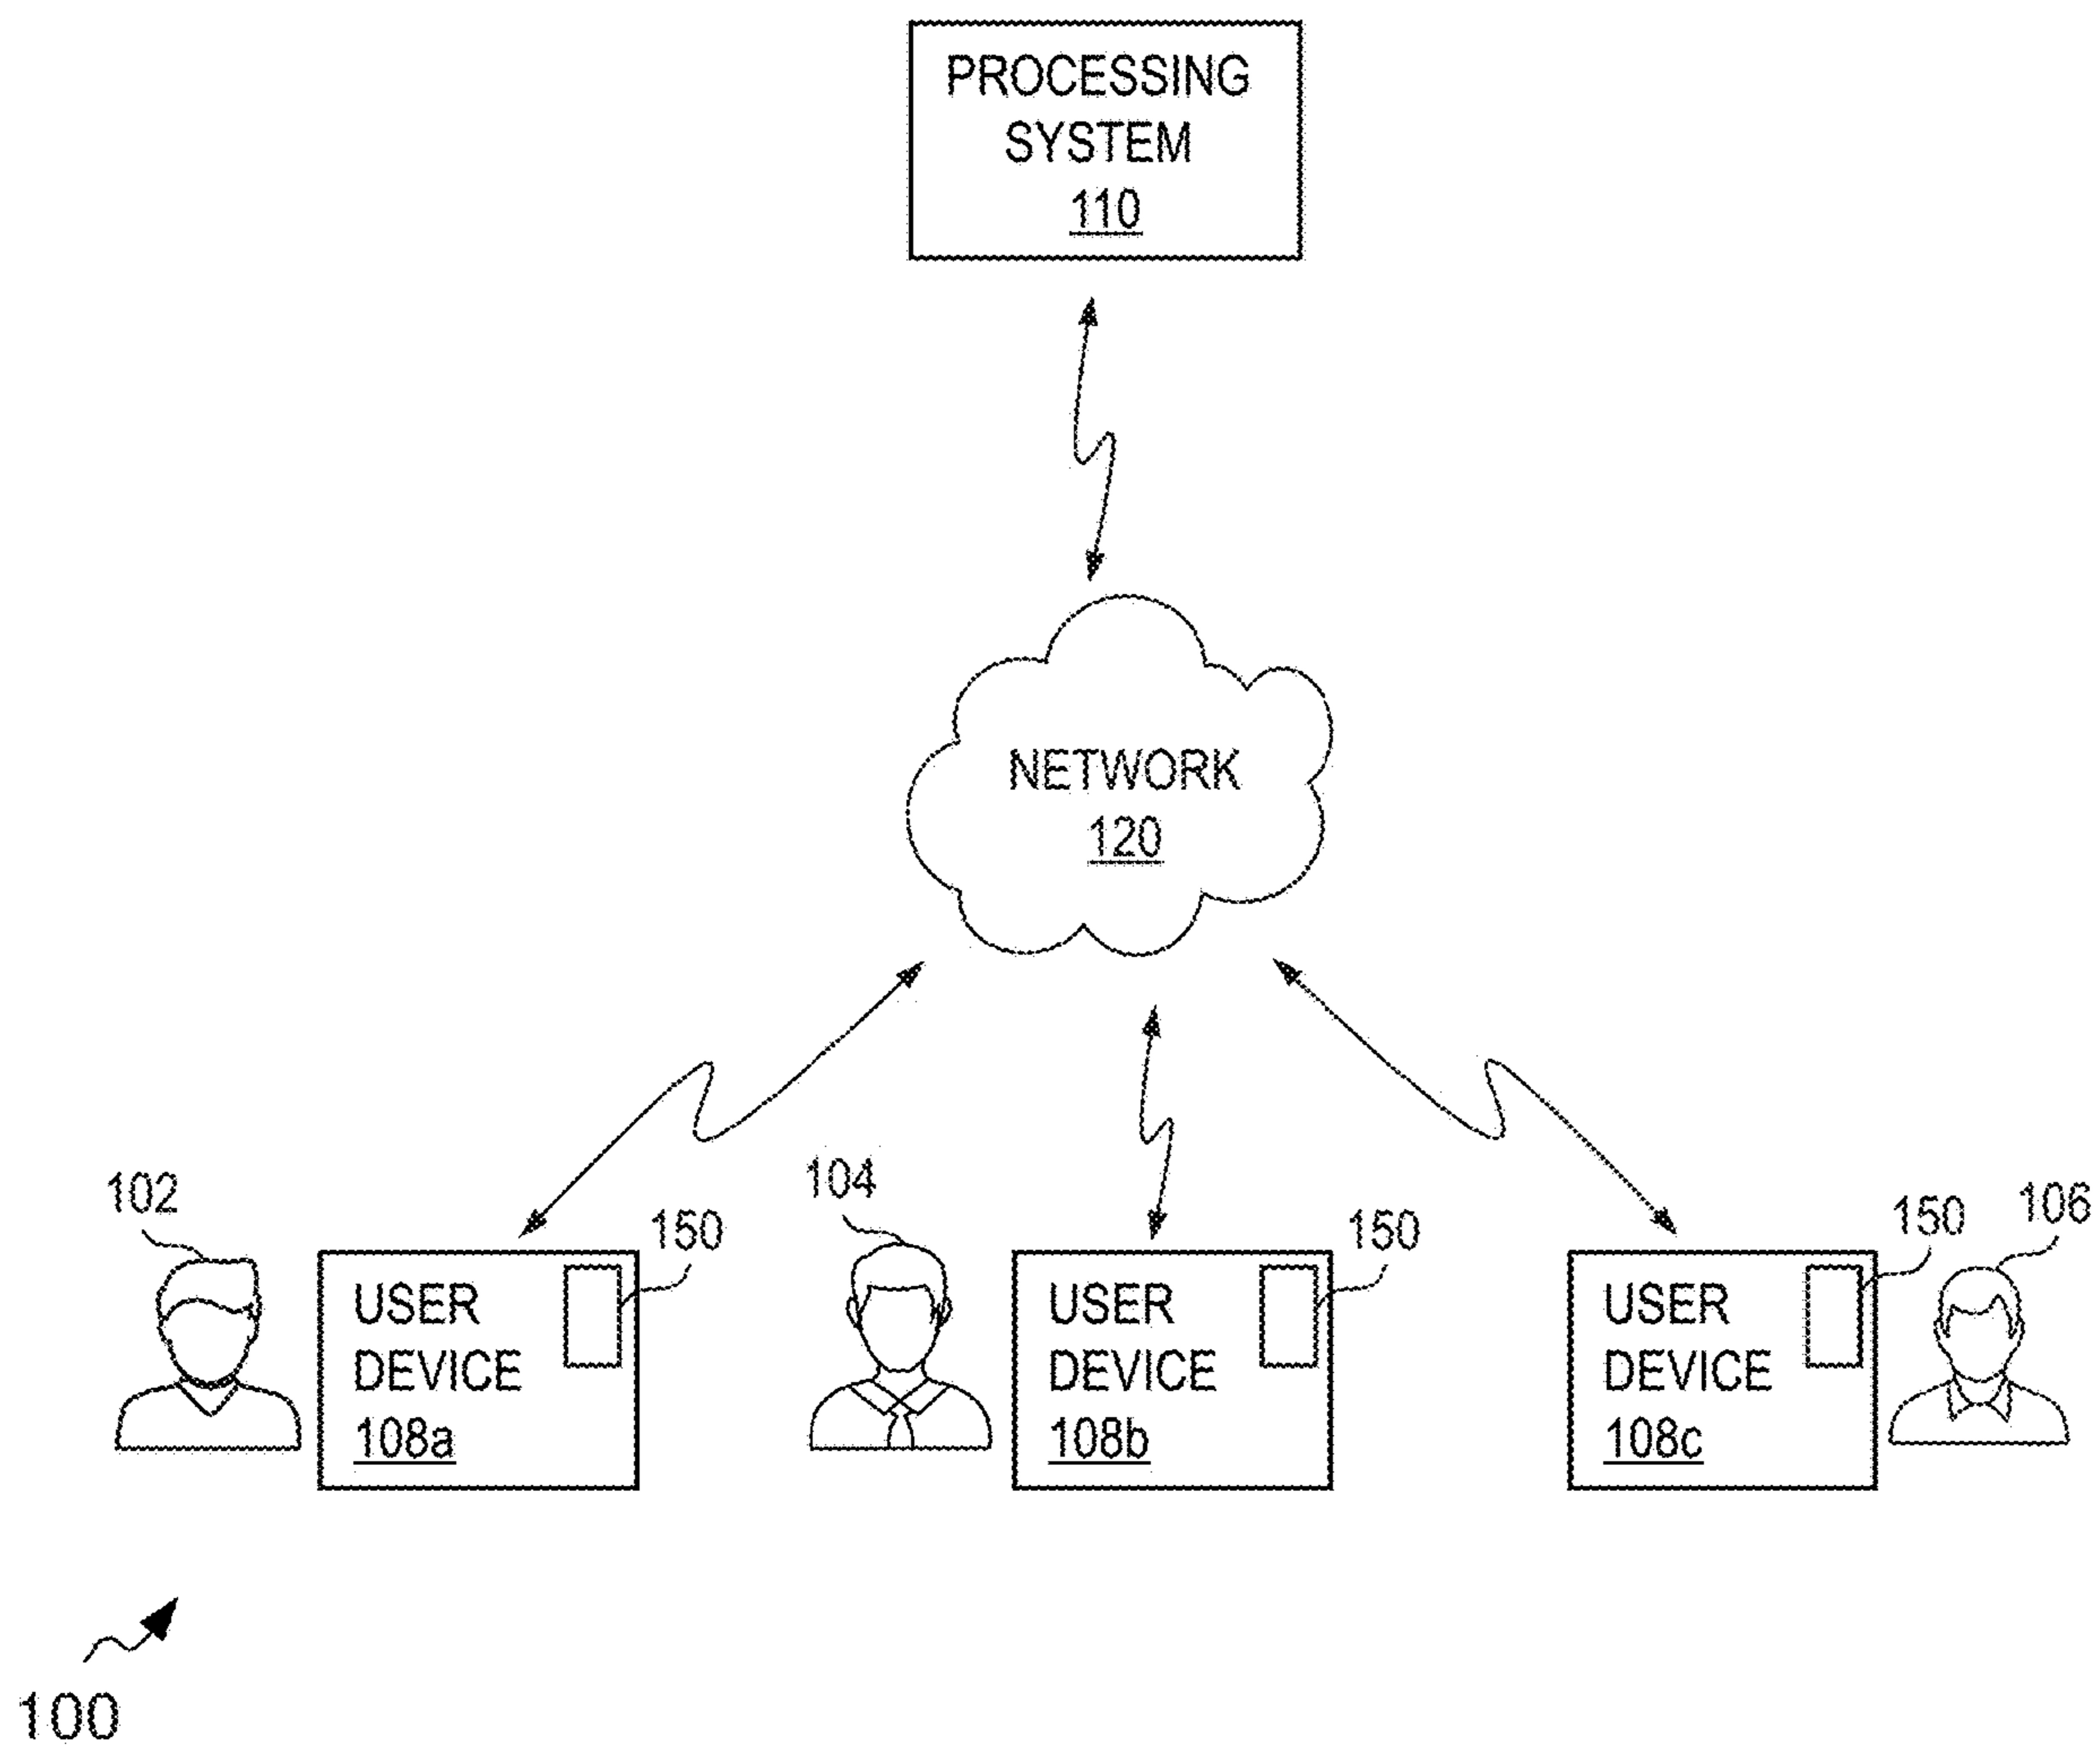 PROCESSING
SYSTEM
110
NETWORK
120
102
150
104
150
150
106
USER
DEVICE
108a
USER
DEVICE
108b
USER
DEVICE
108c
100